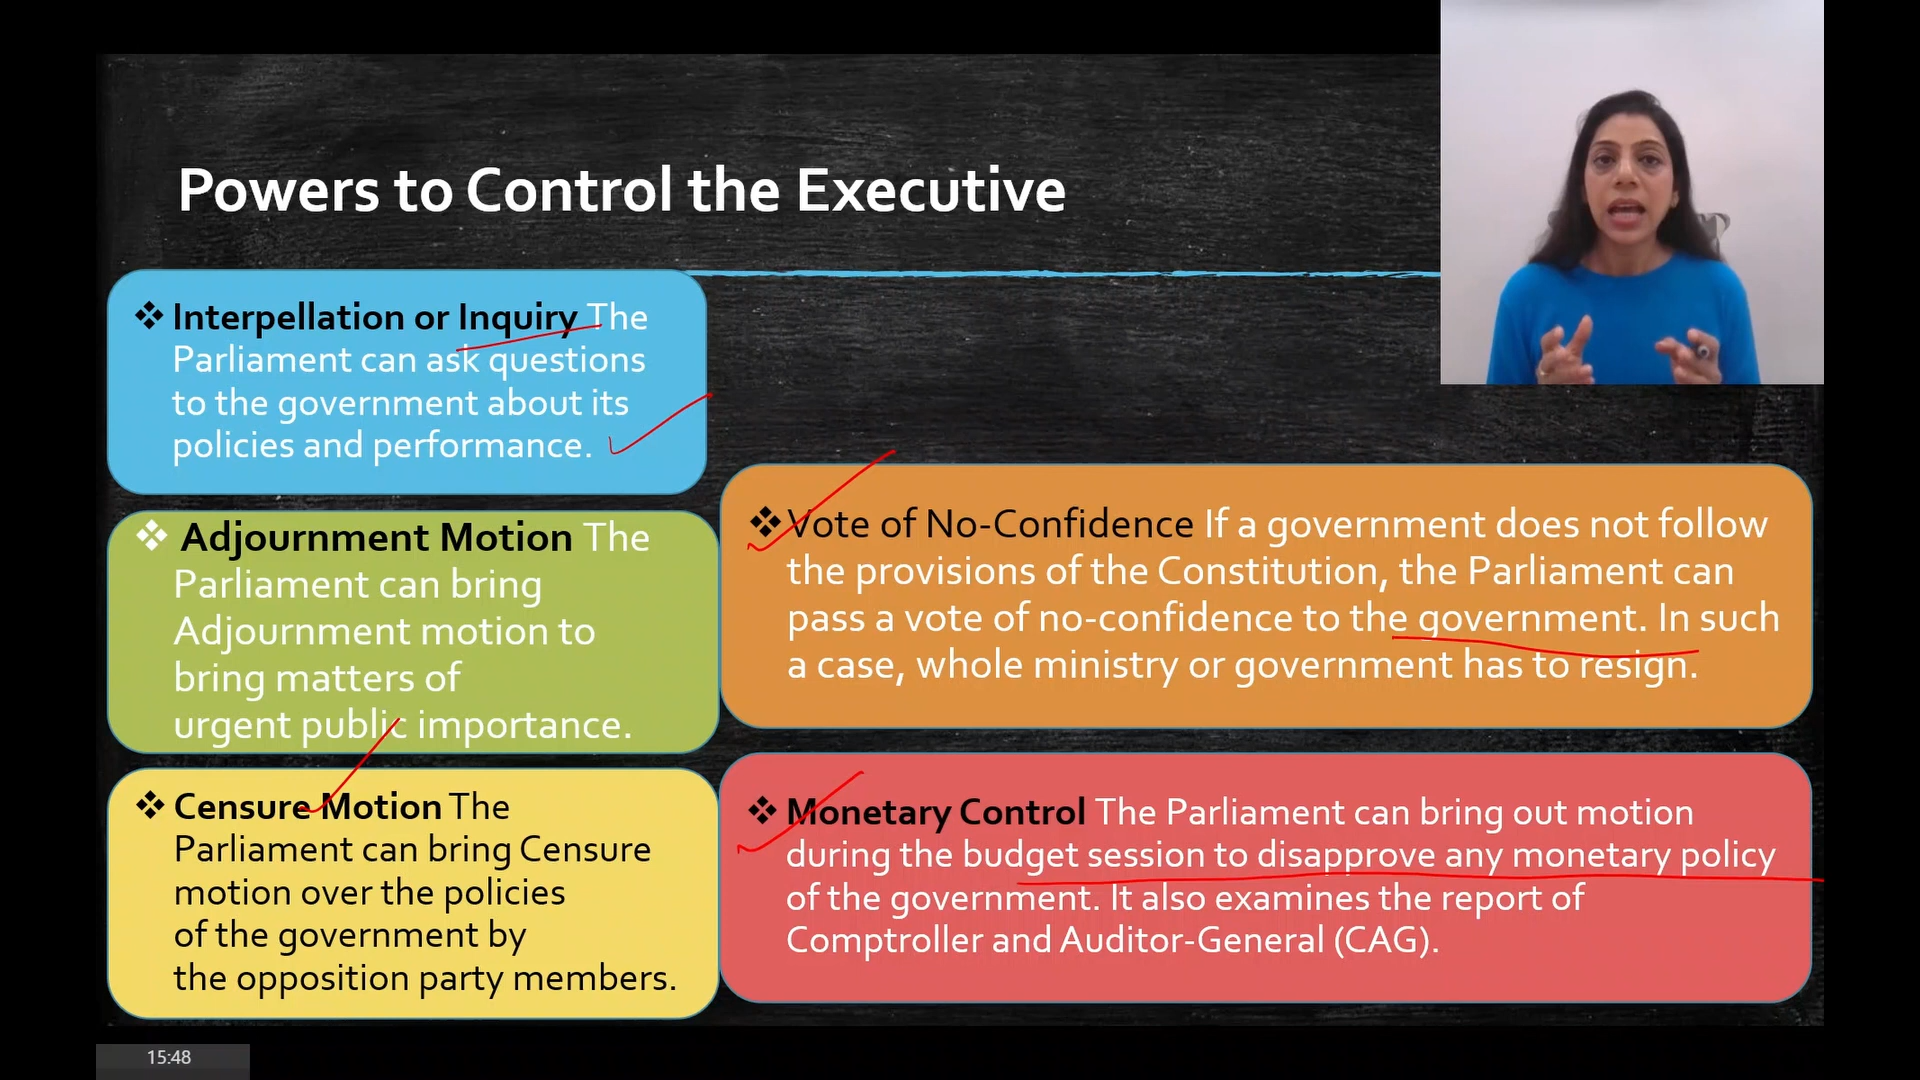 Powers to Control the Executive
❖ Interpellation or Inquiry The
Parliament can ask questions
to the government about its
policies and performance.
❖ Adjournment Motion The
Parliament can bring
Adjournment motion to
bring matters of
urgent public importance.
❖ Censure Motion The
Parliament can bring Censure
motion over the policies
of the government by
the opposition party members.
❖ Vote of No-Confidence If a government does not follow
the provisions of the Constitution, the Parliament can
pass a vote of no-confidence to the government. In such
a case, whole ministry or government has to resign.
❖ Monetary Control The Parliament can bring out motion
during the budget session to disapprove any monetary policy
of the government. It also examines the report of
Comptroller and Auditor-General (CAG).
15:48